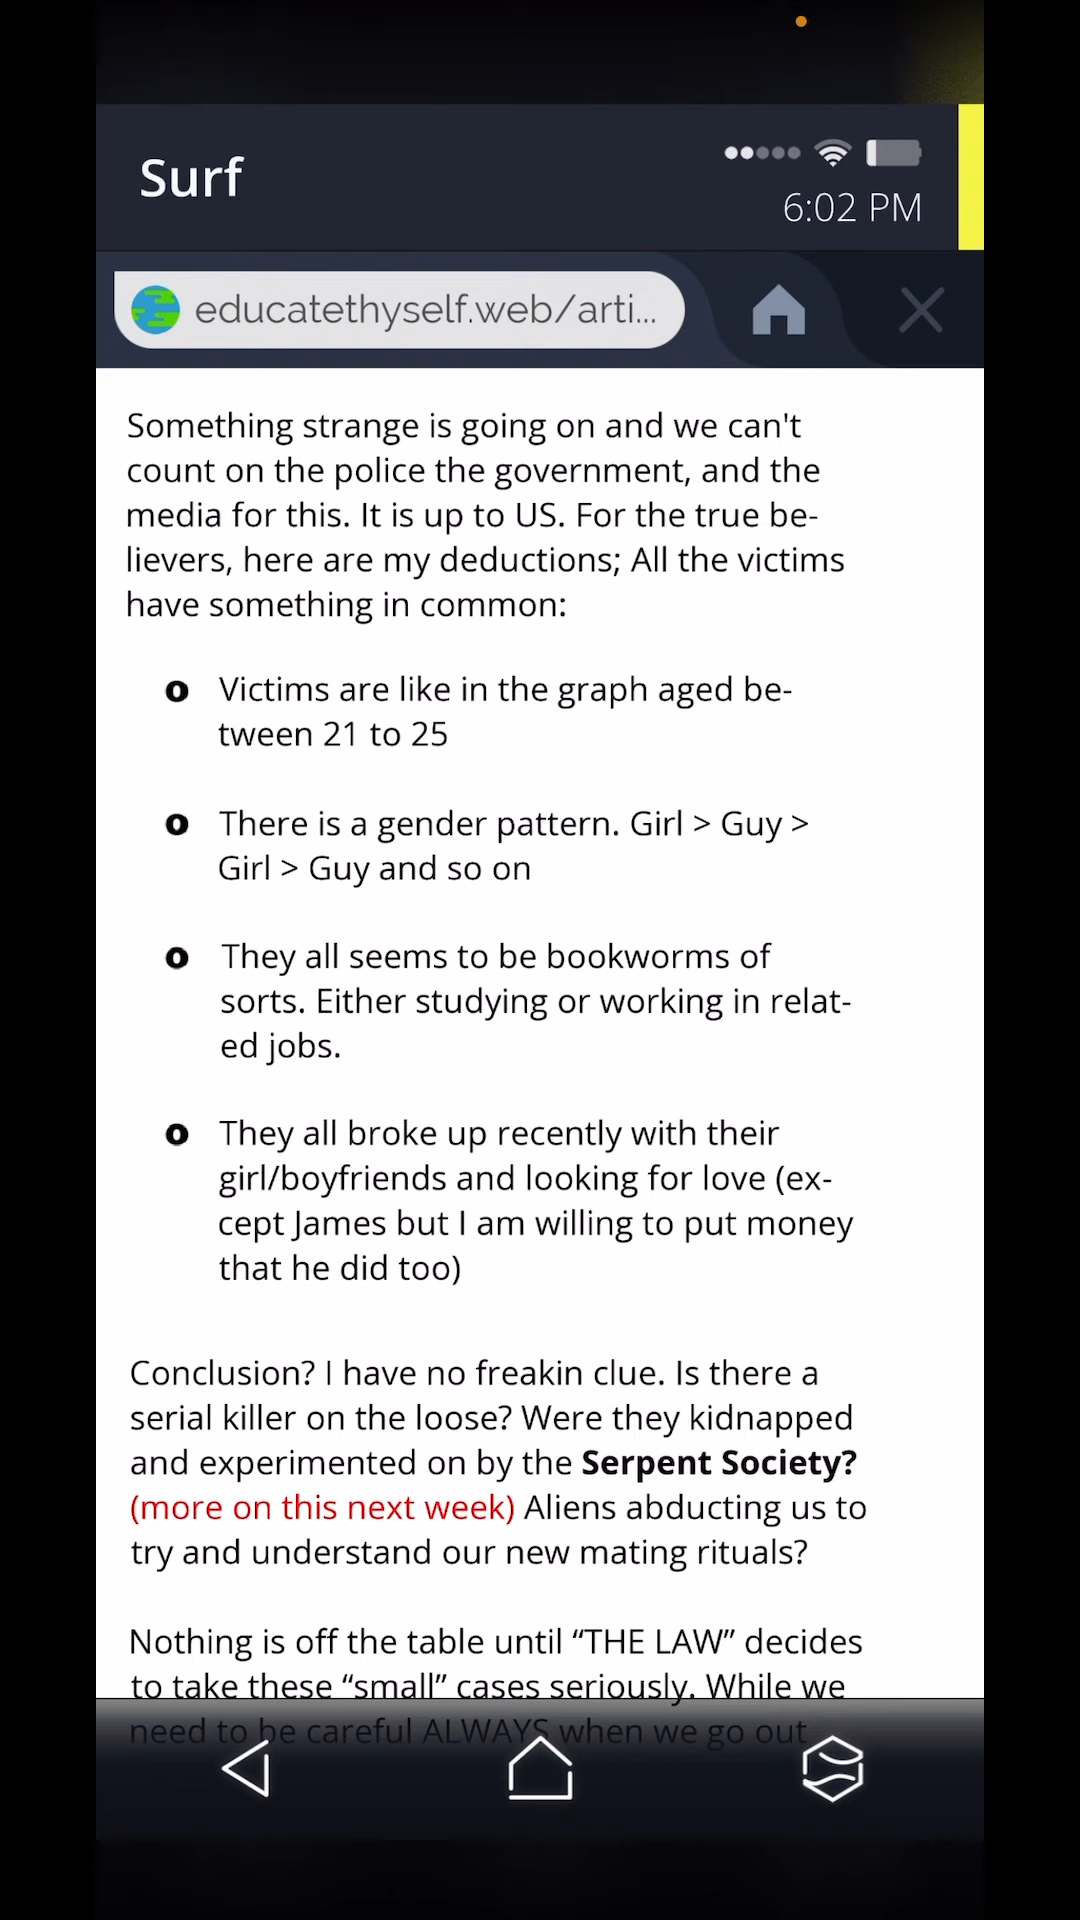 Surf
6:02 PM
educatethyself.web/arti...
Something strange is going on and we can't
count on the police the government, and the
media for this. It is up to US. For the true be-
lievers, here are my deductions; All the victims
have something in common:
o Victims are like in the graph aged be-
tween 21 to 25
o There is a gender pattern. Girl > Guy >
Girl > Guy and so on
o They all seems to be bookworms of
sorts. Either studying or working in relat-
ed jobs.
o They all broke up recently with their
girl/boyfriends and looking for love (ex-
cept James but I am willing to put money
that he did too)
Conclusion? I have no freakin clue. Is there a
serial killer on the loose? Were they kidnapped
and experimented on by the Serpent Society?
(more on this next week) Aliens abducting us to
try and understand our new mating rituals?
Nothing is off the table until “THE LAW” decides
to take these “small” cases seriously. While we
need to be careful ALWAYS when we go out